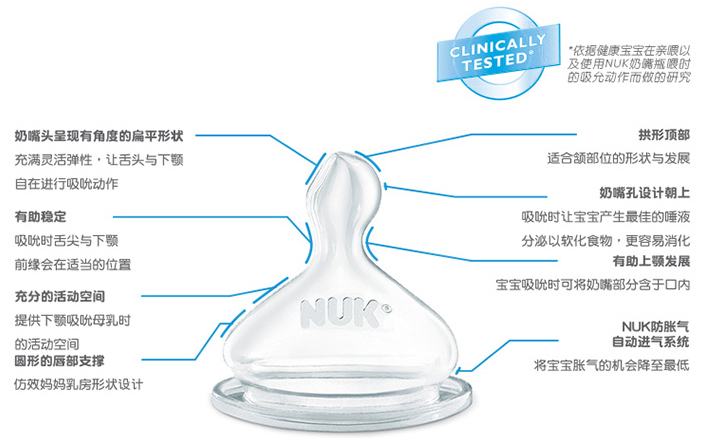 CLINICALLY
TESTED*
*依据健康宝宝在亲喂以
及使用NUK奶嘴瓶喂时
的吸允动作而做的研究
奶嘴头呈现有角度的扁平形状
充满灵活弹性，让舌头与下颚
自在进行吸吮动作
有助稳定
吸吮时舌尖与下颚
前缘会在适当的位置
充分的活动空间
提供下颚吸吮母乳时
的活动空间
圆形的唇部支撑
仿效妈妈乳房形状设计
拱形顶部
适合颔部位的形状与发展
奶嘴孔设计朝上
吸吮时让宝宝产生最佳的唾液
分泌以软化食物，更容易消化
有助上颚发展
宝宝吸吮时可将奶嘴部分含于口内
NUK防胀气
自动进气系统
将宝宝胀气的机会降至最低
NUK®